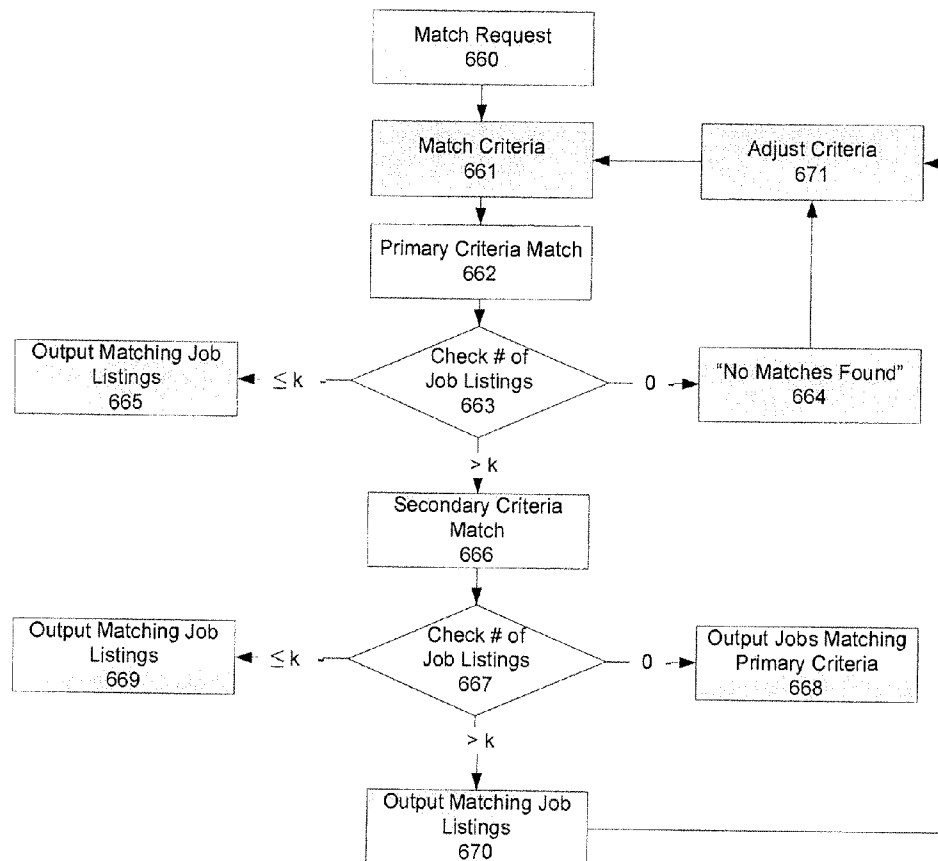 Match Request
660
Match Criteria
661
Adjust Criteria
671
Primary Criteria Match
662
Output Matching Job
Listings
665
≤ k
Check # of
Job Listings
663
0
"No Matches Found"
664
> k
Secondary Criteria
Match
666
Output Matching Job
Listings
669
≤ k
Check # of
Job Listings
667
0
Output Jobs Matching
Primary Criteria
668
> k
Output Matching Job
Listings
670